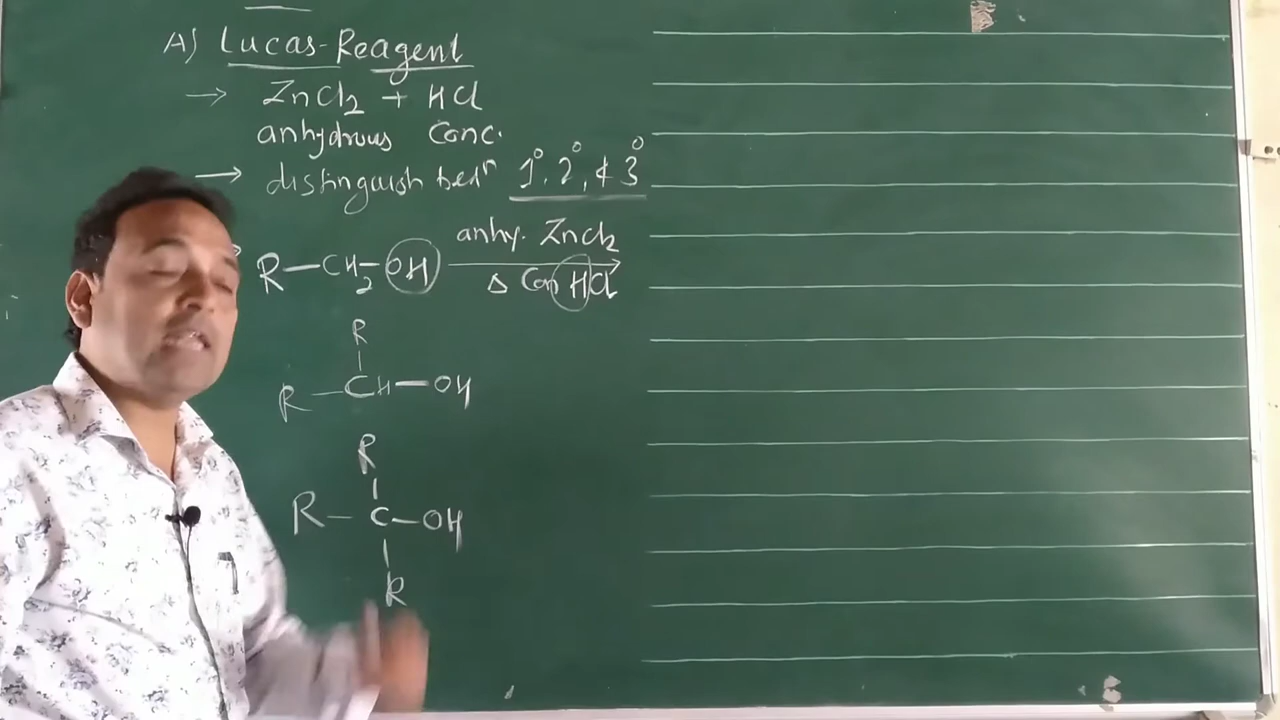 A) Lucas-Reagent
→ ZnCl2 + HCl
anhydrous Conc.
→ distinguish betn 1°, 2°, & 3°
anhy. ZnCl2
R—CH2—OH
Δ Con HCl
R
R—CH—OH
R
R—C—OH
R